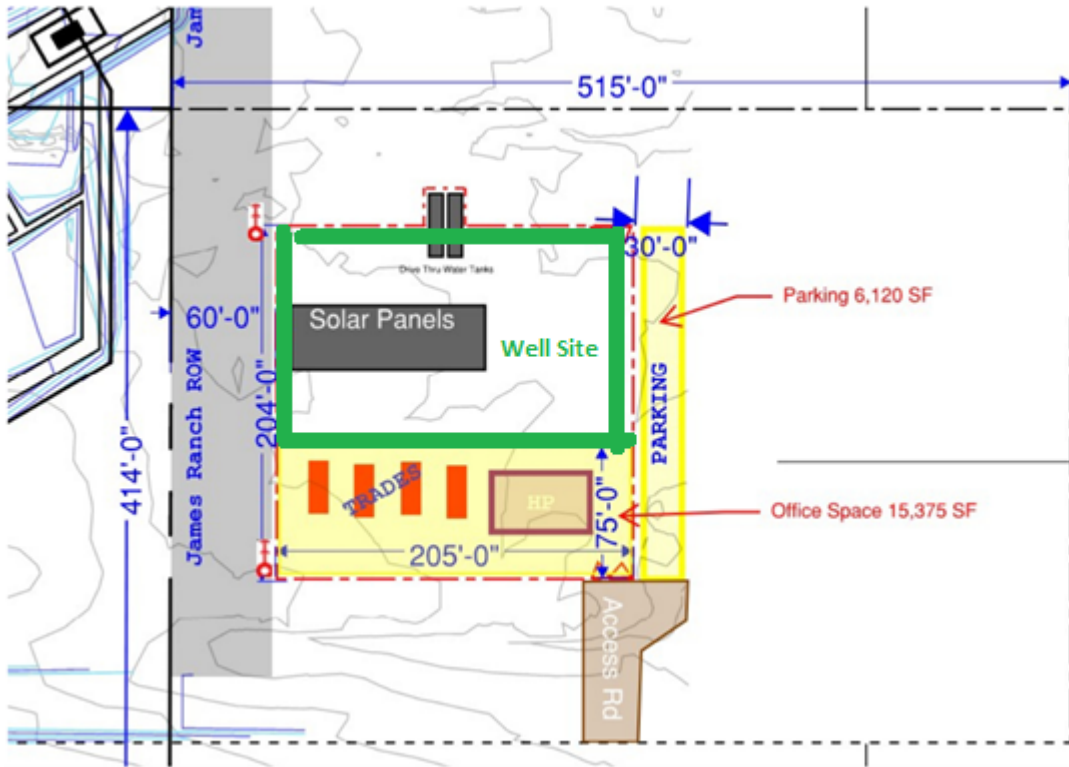 Jam
515'-0"
30'-0"
Drive Thru Water Tanks
Parking 6,120 SF
60'-0"
Solar Panels
Well Site
204'-0"
James Ranch ROW
PARKING
414'-0"
TRADES
HP
75'-0"
Office Space 15,375 SF
205'-0"
Access Rd